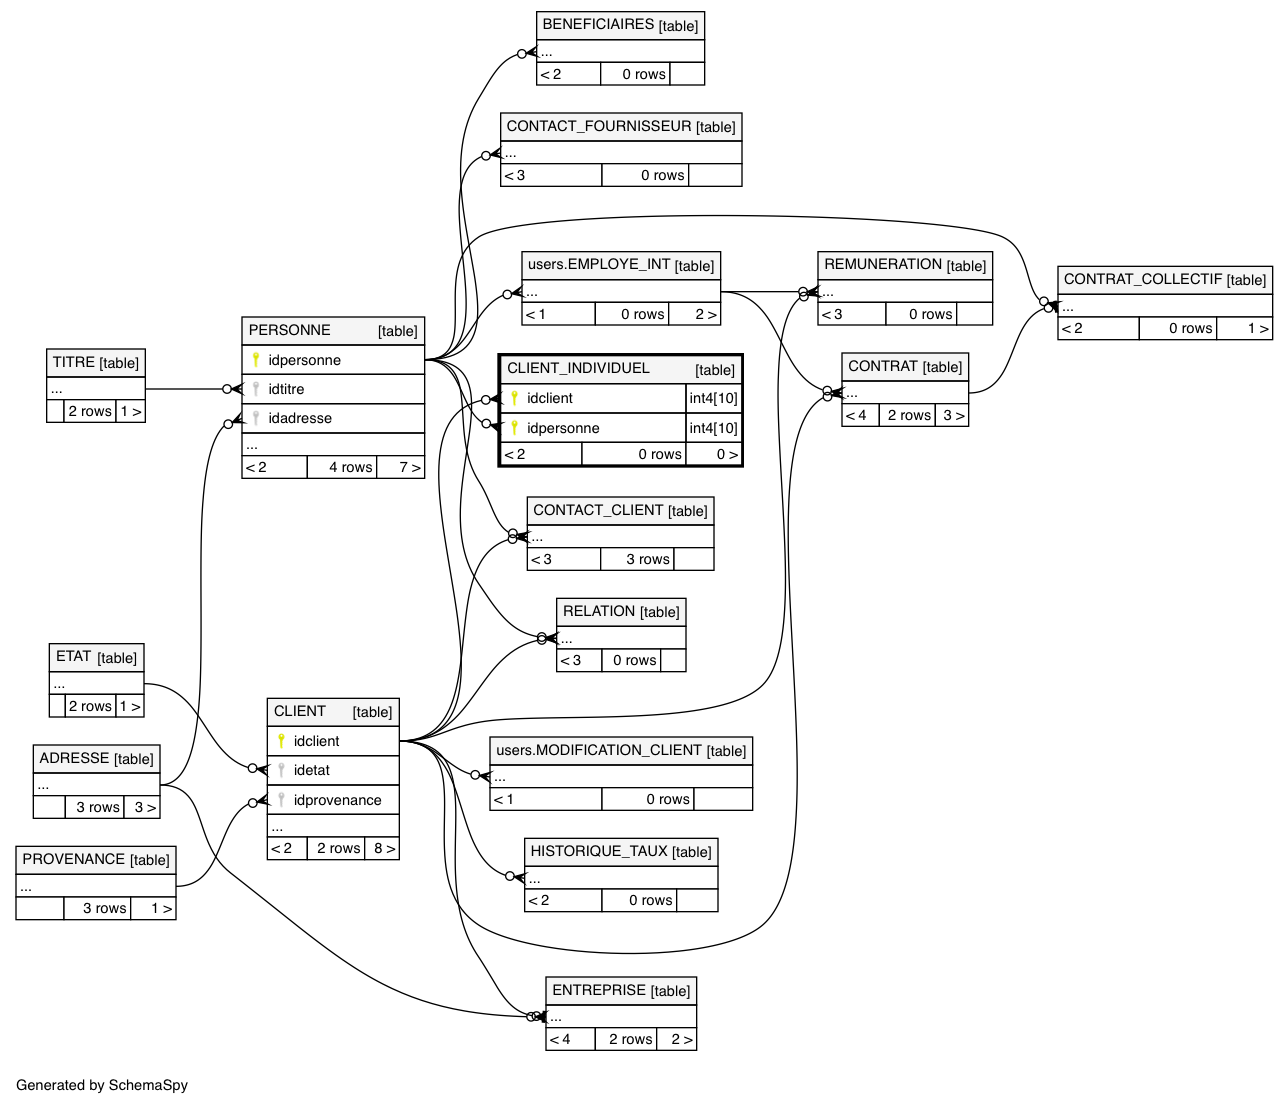 BENEFICIAIRES [table]
...
< 2 0 rows
CONTACT_FOURNISSEUR [table]
...
< 3 0 rows
users.EMPLOYE_INT [table]
...
< 1 0 rows 2 >
REMUNERATION [table]
...
< 3 0 rows
CONTRAT_COLLECTIF [table]
...
< 2 0 rows 1 >
PERSONNE [table]
idpersonne
idtitre
idadresse
...
< 2 4 rows 7 >
TITRE [table]
...
2 rows 1 >
CLIENT_INDIVIDUEL [table]
idclient int4[10]
idpersonne int4[10]
< 2 0 rows 0 >
CONTRAT [table]
...
< 4 2 rows 3 >
CONTACT_CLIENT [table]
...
< 3 3 rows
RELATION [table]
...
< 3 0 rows
ETAT [table]
...
2 rows 1 >
CLIENT [table]
idclient
idetat
idprovenance
...
< 2 2 rows 8 >
ADRESSE [table]
...
3 rows 3 >
users.MODIFICATION_CLIENT [table]
...
< 1 0 rows
PROVENANCE [table]
...
3 rows 1 >
HISTORIQUE_TAUX [table]
...
< 2 0 rows
ENTREPRISE [table]
...
< 4 2 rows 2 >
Generated by SchemaSpy